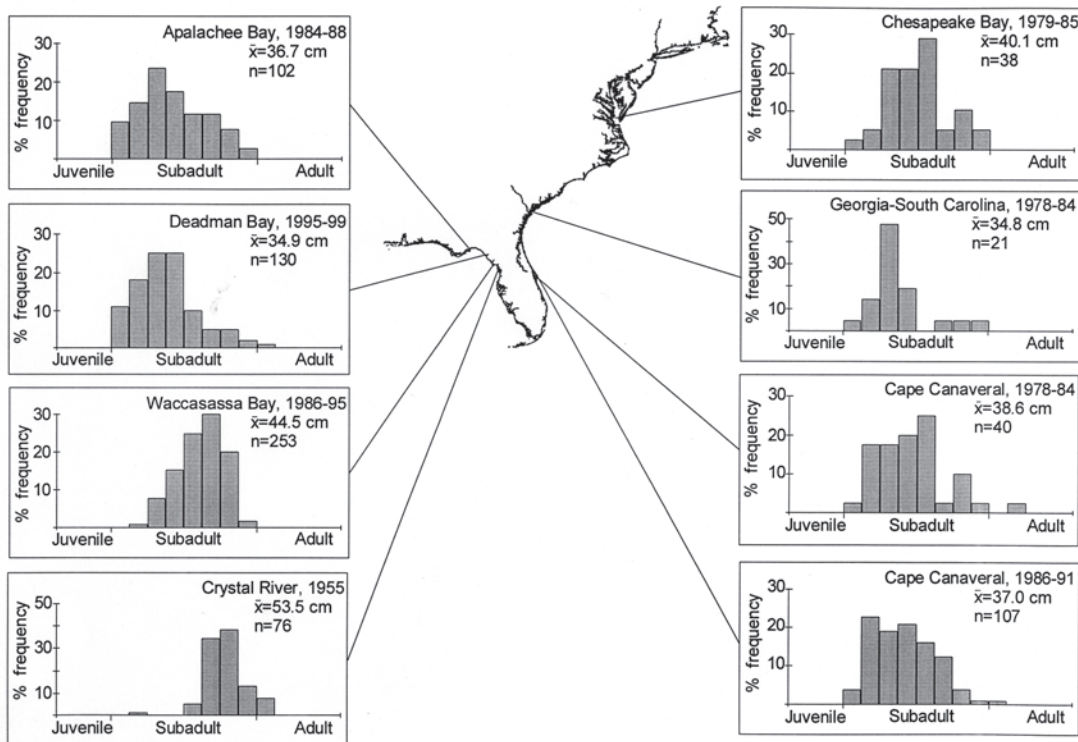 Apalachee Bay, 1984-88
x̄=36.7 cm
n=102
% frequency
30
20
10
Juvenile Subadult Adult
Deadman Bay, 1995-99
x̄=34.9 cm
n=130
% frequency
30
20
10
Juvenile Subadult Adult
Waccasassa Bay, 1986-95
x̄=44.5 cm
n=253
% frequency
30
20
10
Juvenile Subadult Adult
Crystal River, 1955
x̄=53.5 cm
n=76
% frequency
50
30
10
Juvenile Subadult Adult
Chesapeake Bay, 1979-85
x̄=40.1 cm
n=38
% frequency
30
20
10
Juvenile Subadult Adult
Georgia-South Carolina, 1978-84
x̄=34.8 cm
n=21
% frequency
50
30
10
Juvenile Subadult Adult
Cape Canaveral, 1978-84
x̄=38.6 cm
n=40
% frequency
30
20
10
Juvenile Subadult Adult
Cape Canaveral, 1986-91
x̄=37.0 cm
n=107
% frequency
30
20
10
Juvenile Subadult Adult